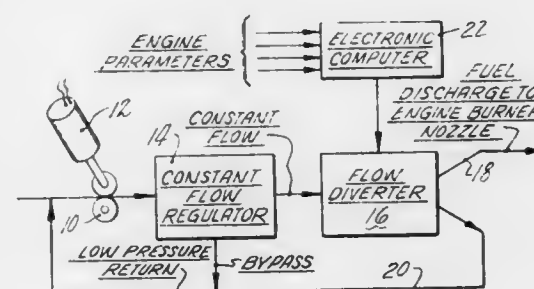 ENGINE
PARAMETERS
ELECTRONIC
COMPUTER
22
FUEL
DISCHARGE TO
ENGINE BURNER
NOZZLE
12
14
CONSTANT
FLOW
CONSTANT
FLOW
REGULATOR
FLOW
DIVERTER
16
18
10
LOW PRESSURE
RETURN
BYPASS
20